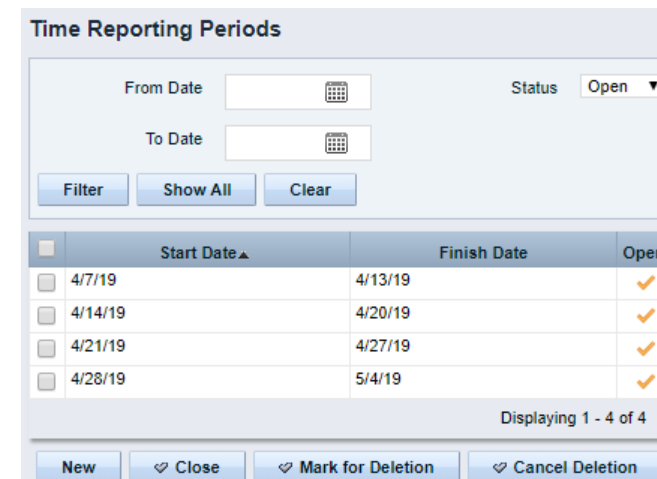 Time Reporting Periods
From Date Status Open
To Date
Filter Show All Clear
Start Date Finish Date Open
4/7/19 4/13/19
4/14/19 4/20/19
4/21/19 4/27/19
4/28/19 5/4/19
Displaying 1 - 4 of 4
New Close Mark for Deletion Cancel Deletion